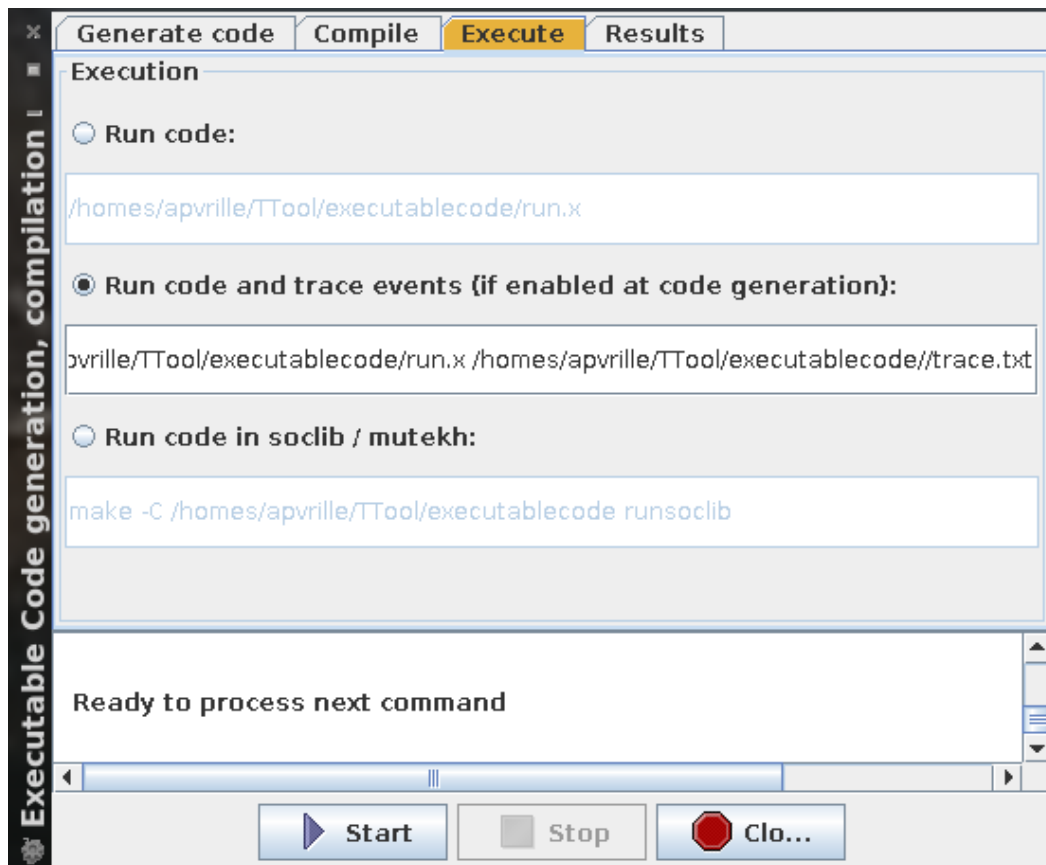 Executable Code generation, compilation
Generate code Compile Execute Results
Execution
Run code:
/homes/apvrille/TTool/executablecode/run.x
Run code and trace events (if enabled at code generation):
pvrille/TTool/executablecode/run.x /homes/apvrille/TTool/executablecode//trace.txt
Run code in soclib / mutekh:
make -C /homes/apvrille/TTool/executablecode runsoclib
Ready to process next command
Start Stop Clo...